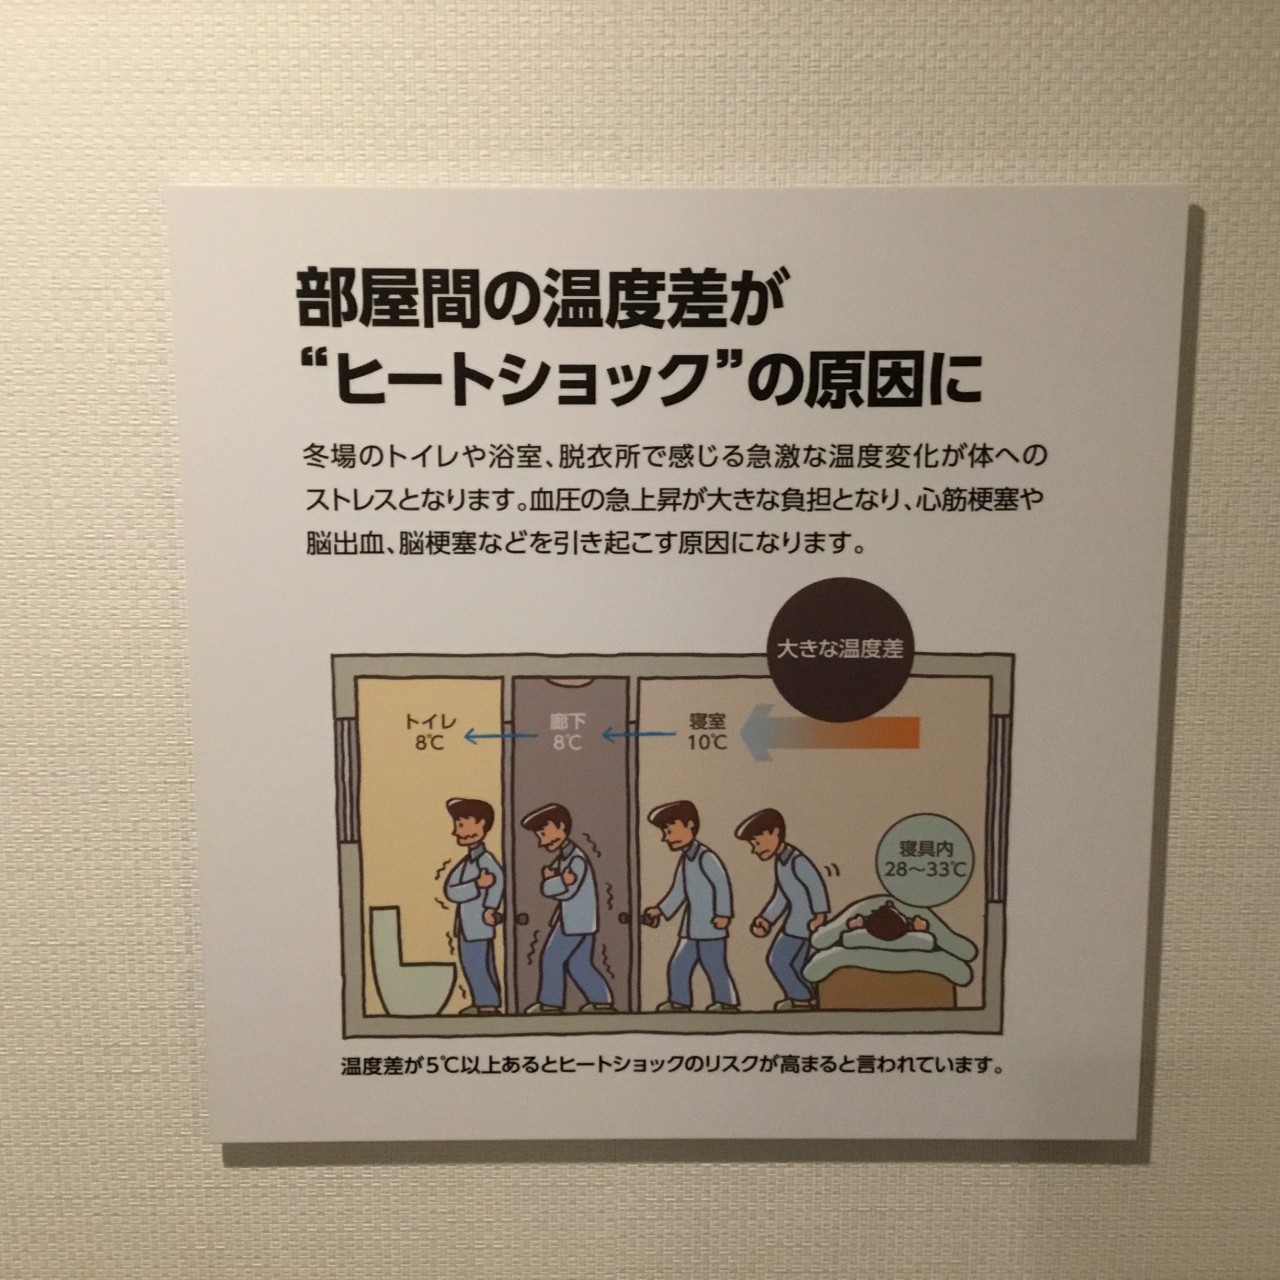 部屋間の温度差が
“ヒートショック”の原因に
冬場のトイレや浴室、脱衣所で感じる急激な温度変化が体への
ストレスとなります。血圧の急上昇が大きな負担となり、心筋梗塞や
脳出血、脳梗塞などを引き起こす原因になります。
大きな温度差
トイレ
8℃
廊下
8℃
寝室
10℃
寝具内
28～33℃
温度差が5℃以上あるとヒートショックのリスクが高まると言われています。